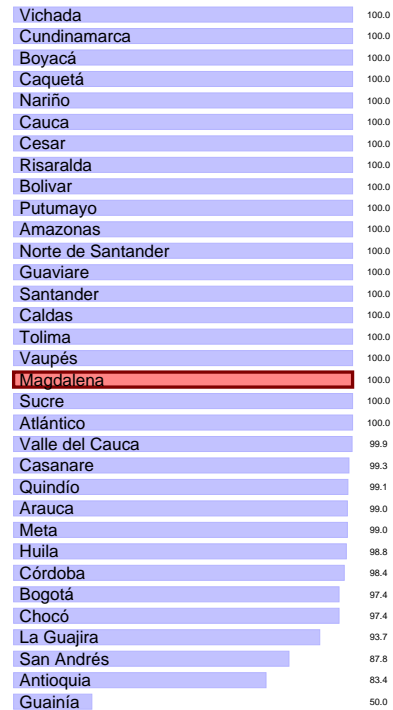 Vichada 100.0
Cundinamarca 100.0
Boyacá 100.0
Caquetá 100.0
Nariño 100.0
Cauca 100.0
Cesar 100.0
Risaralda 100.0
Bolivar 100.0
Putumayo 100.0
Amazonas 100.0
Norte de Santander 100.0
Guaviare 100.0
Santander 100.0
Caldas 100.0
Tolima 100.0
Vaupés 100.0
Magdalena 100.0
Sucre 100.0
Atlántico 100.0
Valle del Cauca 99.9
Casanare 99.3
Quindío 99.1
Arauca 99.0
Meta 99.0
Huila 98.8
Córdoba 98.4
Bogotá 97.4
Chocó 97.4
La Guajira 93.7
San Andrés 87.8
Antioquia 83.4
Guainía 50.0